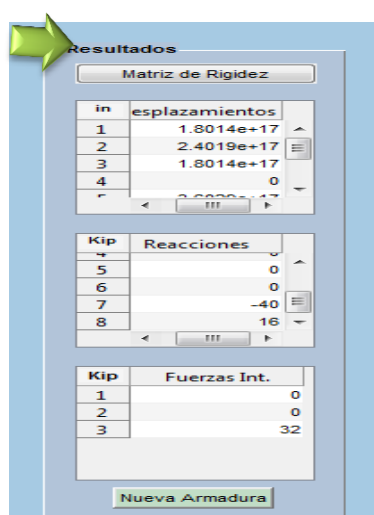 Resultados
Matriz de Rigidez
in esplazamientos
1 1.8014e+17
2 2.4019e+17
3 1.8014e+17
4 0
Kip Reacciones
5 0
6 0
7 -40
8 16
Kip Fuerzas Int.
1 0
2 0
3 32
Nueva Armadura